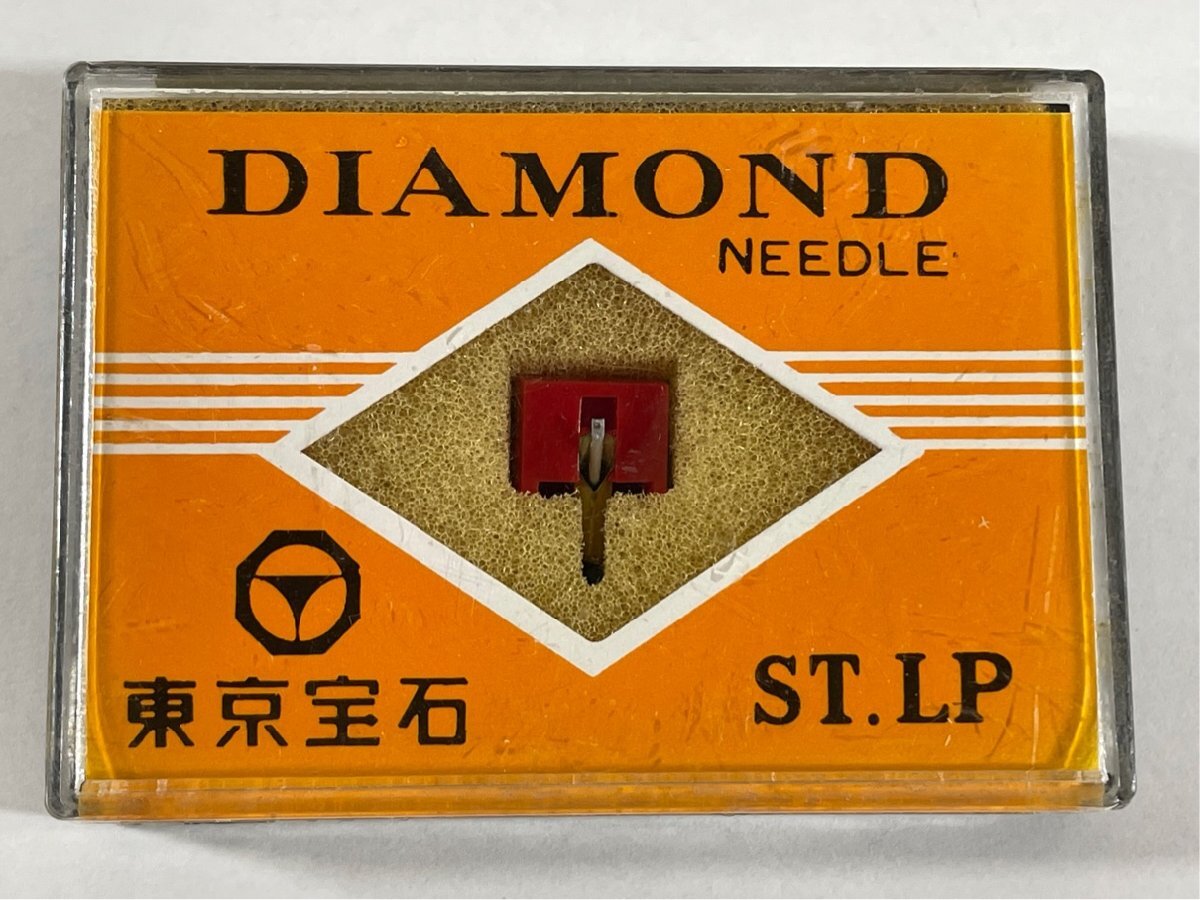 DIAMOND
NEEDLE
東京宝石
ST.LP